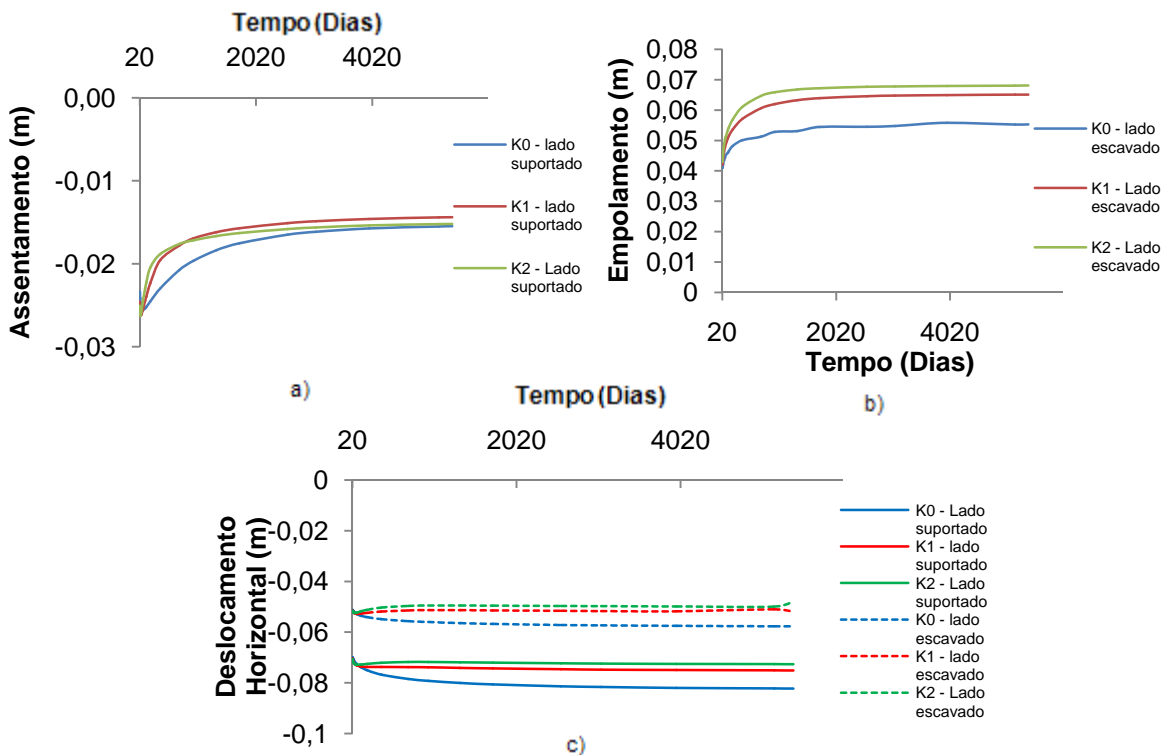 Tempo (Dias)
20 2020 4020
0,00
-0,01
-0,02
-0,03
Assentamento (m)
K0 - lado
suportado
K1 - lado
suportado
K2 - Lado
suportado
a)
0,08
0,07
0,06
0,05
0,04
0,03
0,02
0,01
0
Empolamento (m)
20 2020 4020
Tempo (Dias)
K0 - lado
escavado
K1 - Lado
escavado
K2 - Lado
escavado
b)
Tempo (Dias)
20 2020 4020
0
-0,02
-0,04
-0,06
-0,08
-0,1
Deslocamento
Horizontal (m)
K0 - Lado
suportado
K1 - lado
suportado
K2 - Lado
suportado
K0 - lado
escavado
K1 - lado
escavado
K2 - Lado
escavado
c)